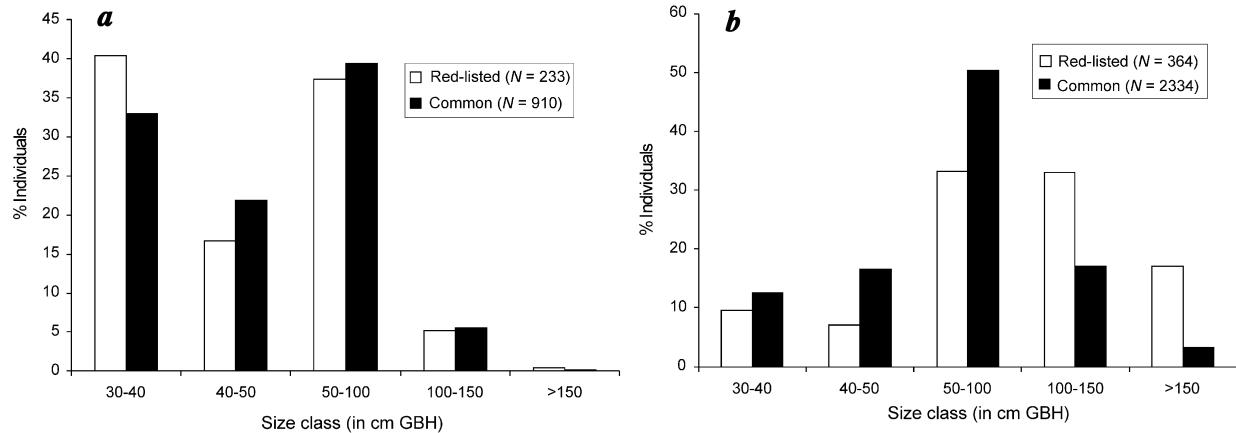 a
45
40
35
30
25
20
15
10
5
0
% Individuals
Red-listed (N = 233)
Common (N = 910)
30-40 40-50 50-100 100-150 >150
Size class (in cm GBH)
b
60
50
40
30
20
10
0
% Individuals
Red-listed (N = 364)
Common (N = 2334)
30-40 40-50 50-100 100-150 >150
Size class (in cm GBH)